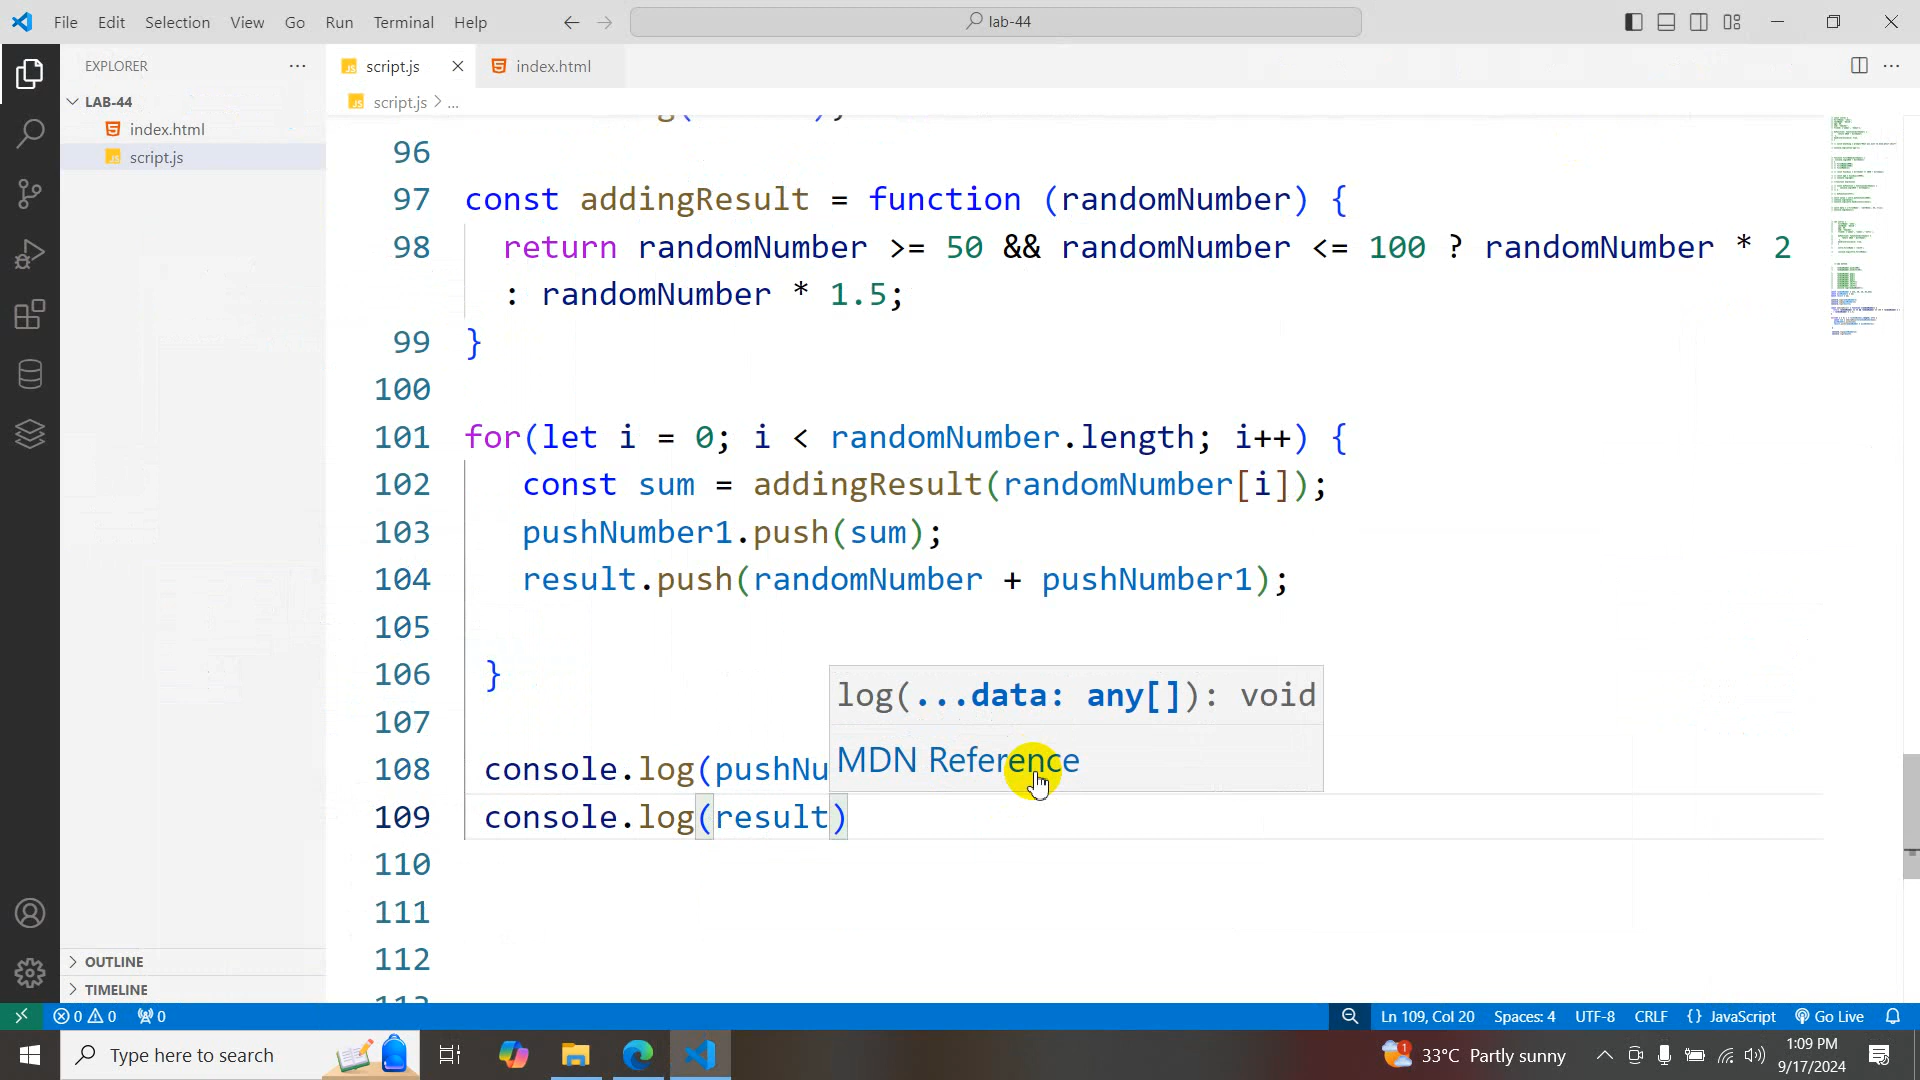 File Edit Selection View Go Run Terminal Help
lab-44
EXPLORER
script.js
index.html
LAB-44
script.js > ...
index.html
script.js
96
97 const addingResult = function (randomNumber) {
98 return randomNumber >= 50 && randomNumber <= 100 ? randomNumber * 2
: randomNumber * 1.5;
99 }
100
101 for(let i = 0; i < randomNumber.length; i++) {
102 const sum = addingResult(randomNumber[i]);
103 pushNumber1.push(sum);
104 result.push(randomNumber + pushNumber1);
105
106 }
log(...data: any[]): void
107
MDN Reference
108 console.log(pushNu
109 console.log(result)
110
111
112
OUTLINE
TIMELINE
0 0 0
Ln 109, Col 20 Spaces: 4 UTF-8 CRLF {} JavaScript Go Live
Type here to search
1
33°C Partly sunny
1:09 PM
9/17/2024